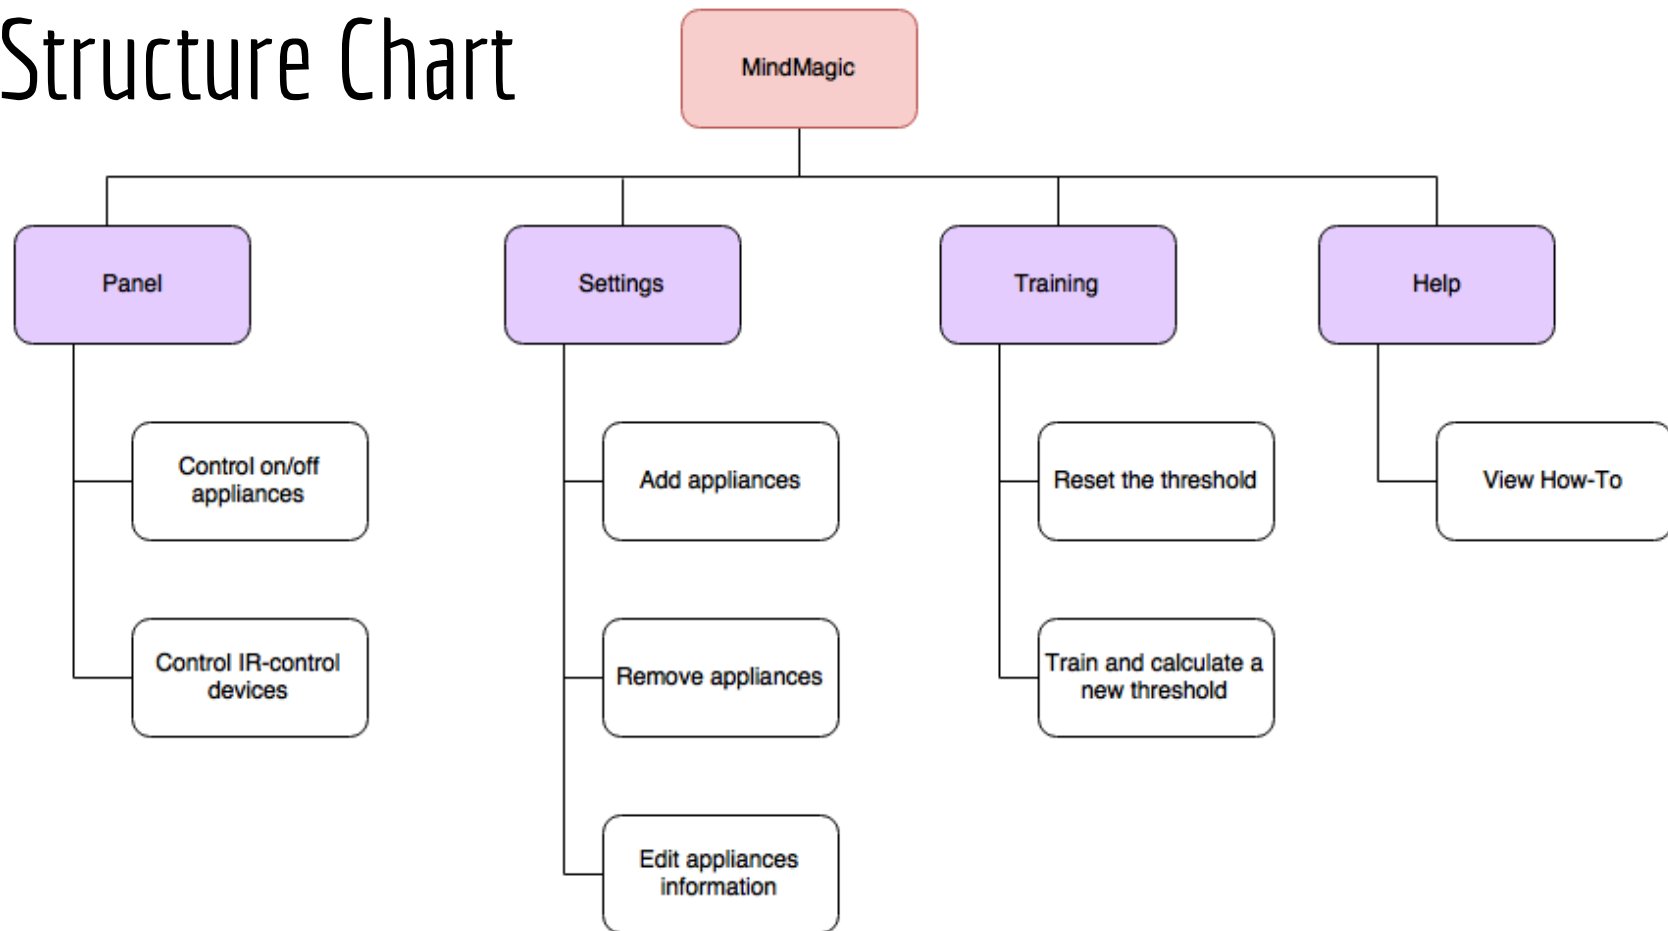 Structure Chart
MindMagic
Panel
Settings
Training
Help
Control on/off
appliances
Add appliances
Reset the threshold
View How-To
Control IR-control
devices
Remove appliances
Train and calculate a
new threshold
Edit appliances
information